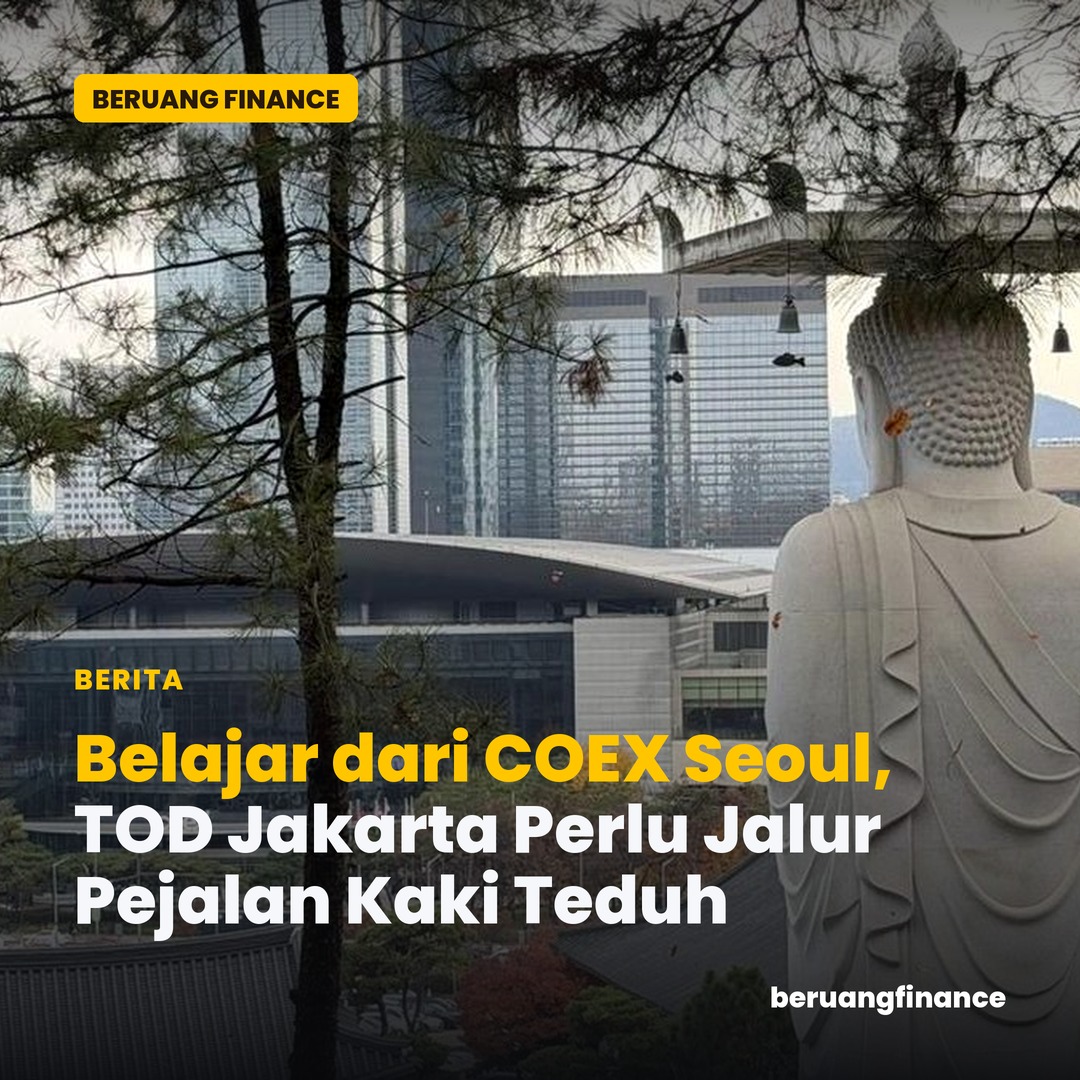 BERUANG FINANCE
BERITA
Belajar dari COEX Seoul,
TOD Jakarta Perlu Jalur
Pejalan Kaki Teduh
beruangfinance